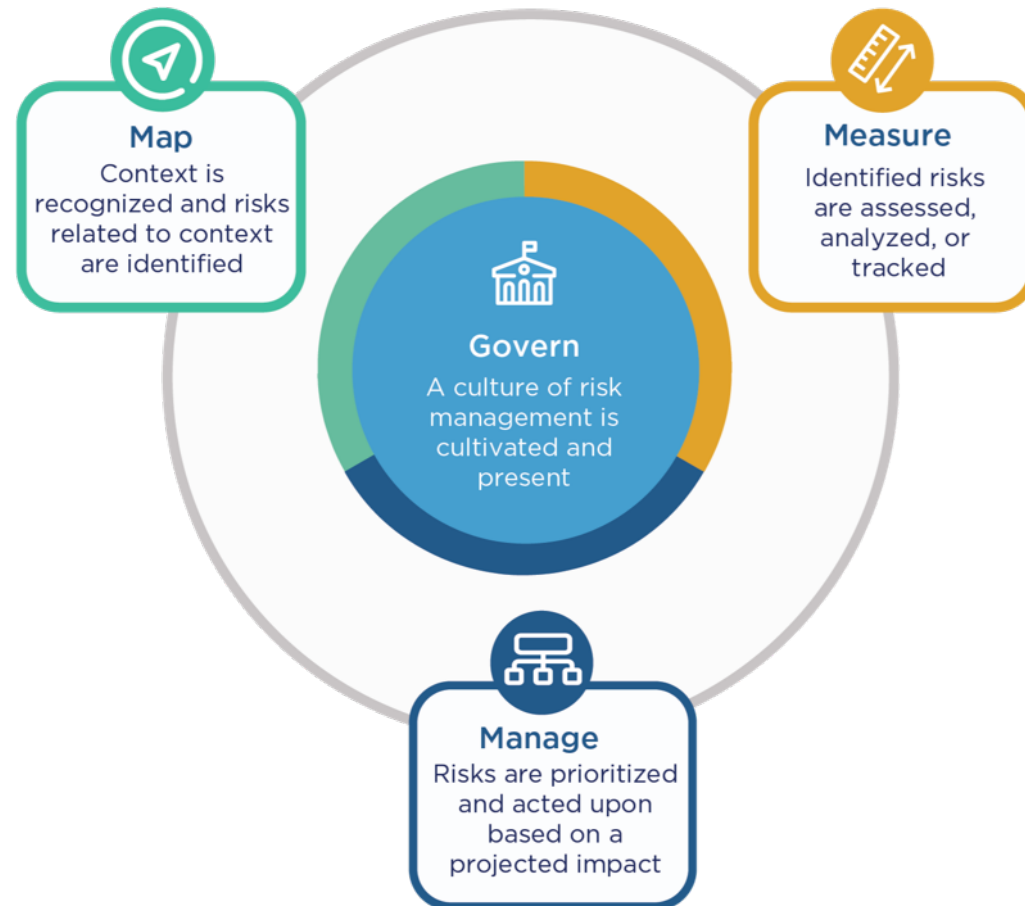 Map
Context is
recognized and risks
related to context
are identified
Measure
Identified risks
are assessed,
analyzed, or
tracked
Govern
A culture of risk
management is
cultivated and
present
Manage
Risks are prioritized
and acted upon
based on a
projected impact